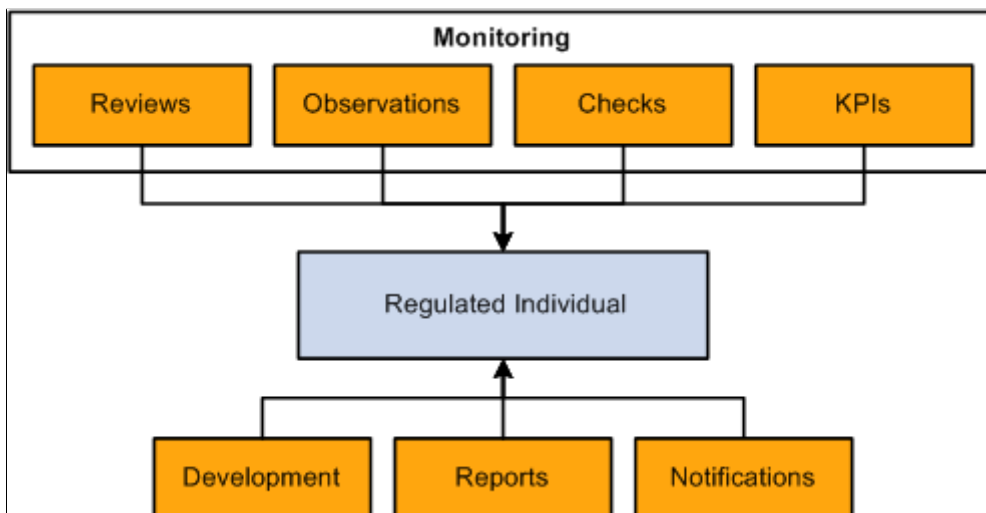 Monitoring
Reviews
Observations
Checks
KPIs
Regulated Individual
Development
Reports
Notifications